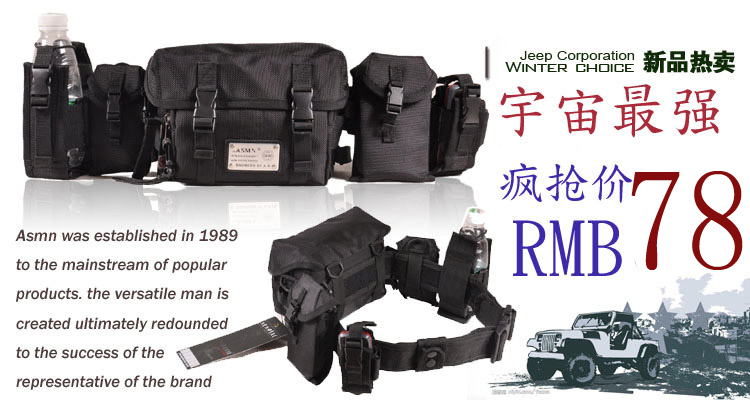 Jeep Corporation
WINTER CHOICE 新品热卖
宇宙最强
疯抢价
RMB 78
ASMN
Asmn was established in 1989
to the mainstream of popular
products. the versatile man is
created ultimately redounded
to the success of the
representative of the brand